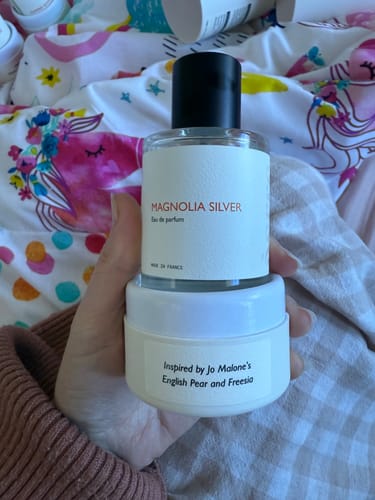 MAGNOLIA SILVER
Eau de parfum
MADE IN FRANCE
Inspired by Jo Malone's
English Pear and Freesia